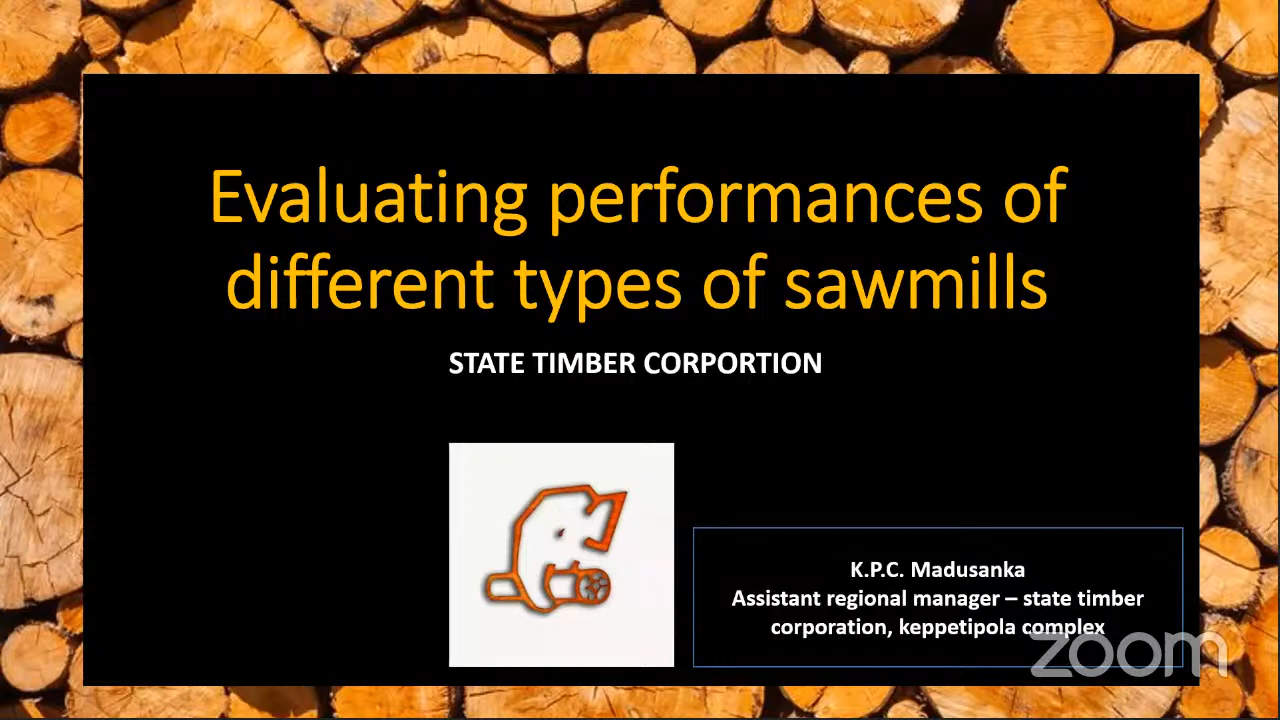 Evaluating performances of
different types of sawmills
STATE TIMBER CORPORTION
K.P.C. Madusanka
Assistant regional manager – state timber
corporation, keppetipola complex
zoom